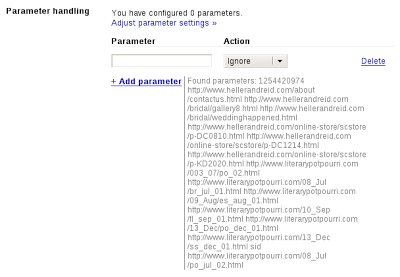 Parameter handling
You have configured 0 parameters.
Adjust parameter settings »
Parameter Action
Ignore Delete
+ Add parameter
Found parameters: 1254420974
http://www.hellerandreid.com/about
/contactus.html http://www.hellerandreid.com
/bridal/gallery8.html http://www.hellerandreid.com
/bridal/weddinghappened.html
http://www.hellerandreid.com/online-store/scstore
/p-DC0810.html http://www.hellerandreid.com
/online-store/scstore/p-DC1214.html
http://www.hellerandreid.com/online-store/scstore
/p-KD2020.html http://www.literarypotpourri.com
/003_07/po_02.html
http://www.literarypotpourri.com/08_Jul
/br_jul_01.html http://www.literarypotpourri.com
/09_Aug/es_aug_01.html
http://www.literarypotpourri.com/10_Sep
/fl_sep_01.html http://www.literarypotpourri.com
/13_Dec/po_dec_01.html
http://www.literarypotpourri.com/13_Dec
/ss_dec_01.html sid
http://www.literarypotpourri.com/08_Jul
/po_jul_02.html